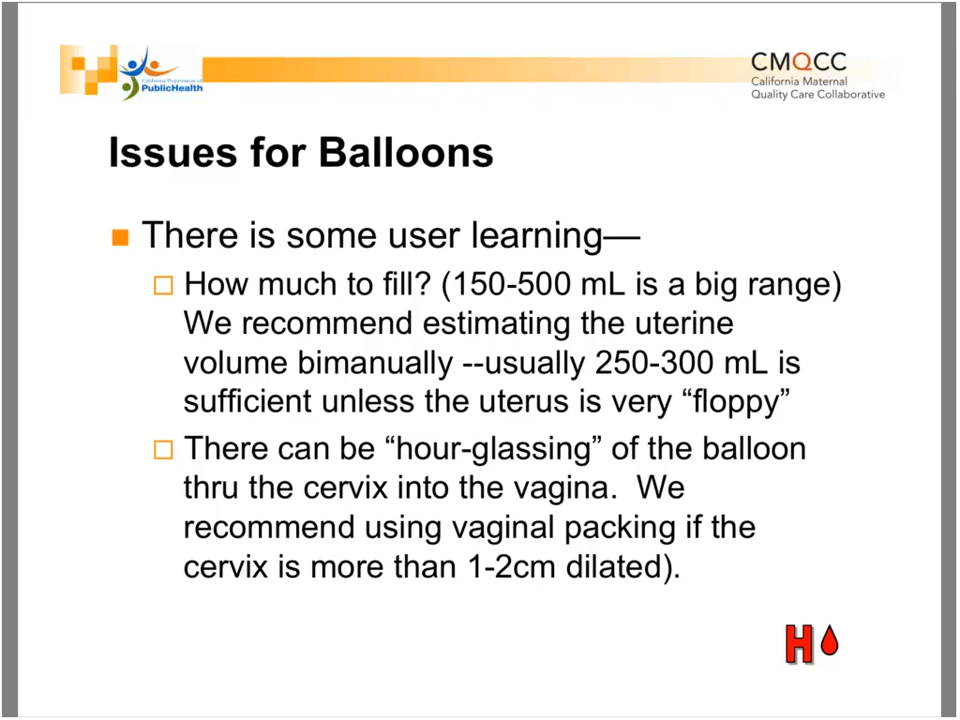 California Department of
PublicHealth
CMQCC
California Maternal
Quality Care Collaborative
Issues for Balloons
There is some user learning—
How much to fill? (150-500 mL is a big range)
We recommend estimating the uterine
volume bimanually --usually 250-300 mL is
sufficient unless the uterus is very “floppy”
There can be “hour-glassing” of the balloon
thru the cervix into the vagina.  We
recommend using vaginal packing if the
cervix is more than 1-2cm dilated).
H